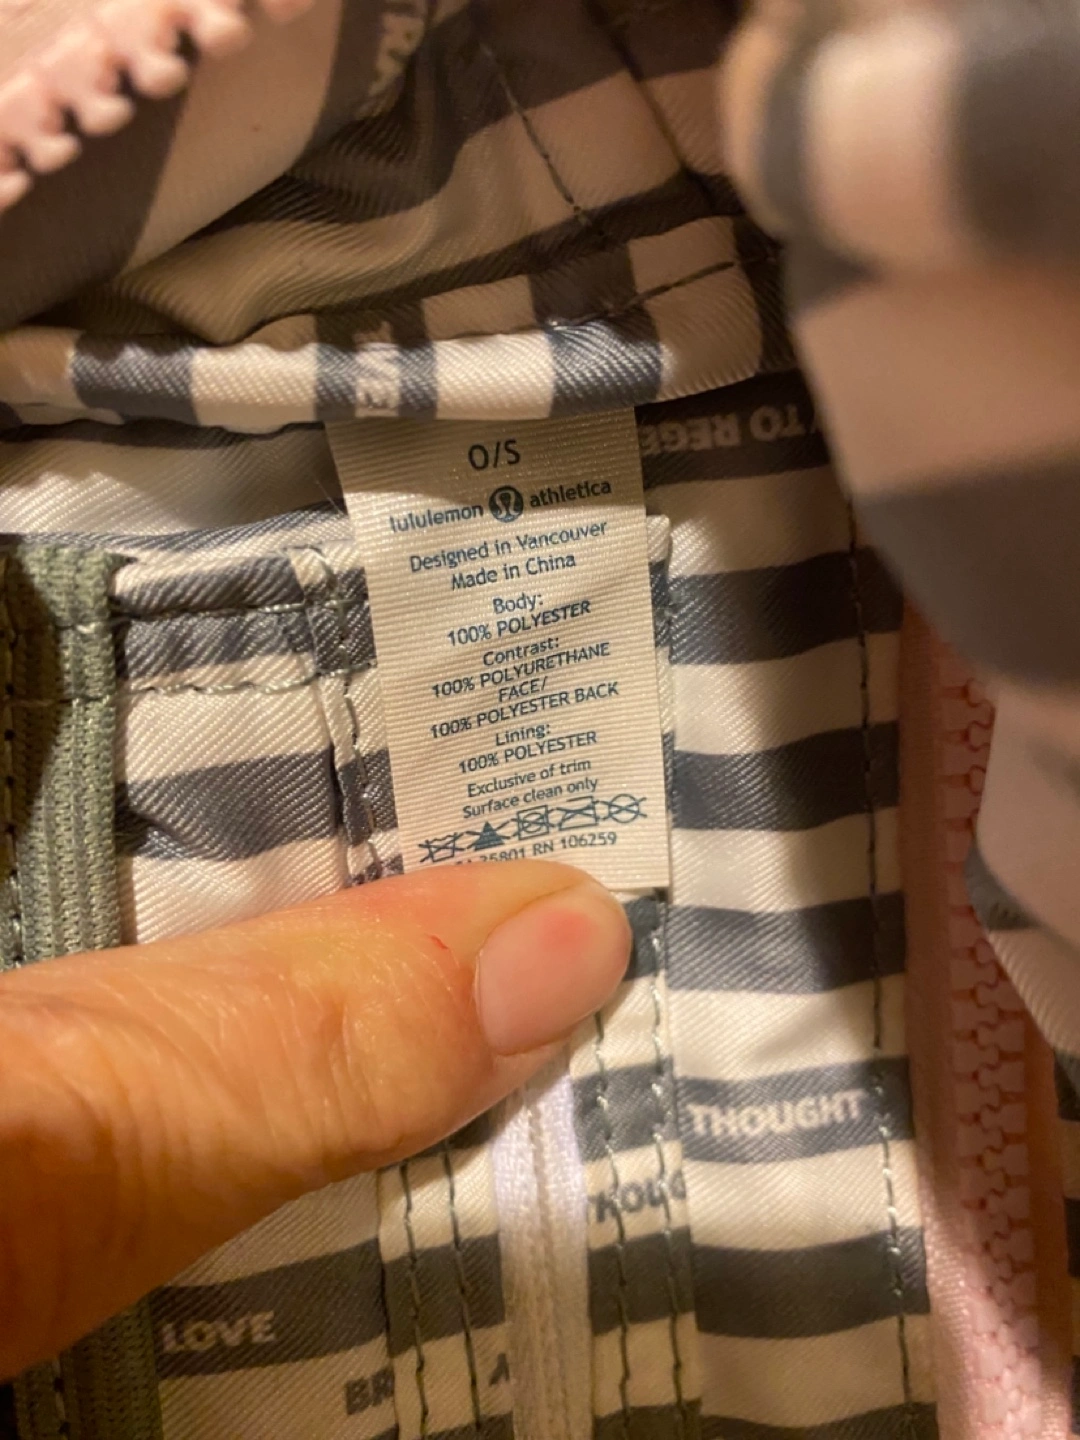 O/S
lululemon athletica
Designed in Vancouver
Made in China
Body:
100% POLYESTER
Contrast:
100% POLYURETHANE
FACE/
100% POLYESTER BACK
Lining:
100% POLYESTER
Exclusive of trim
Surface clean only
35801 RN 106259
TO
THOUGHT
LOVE